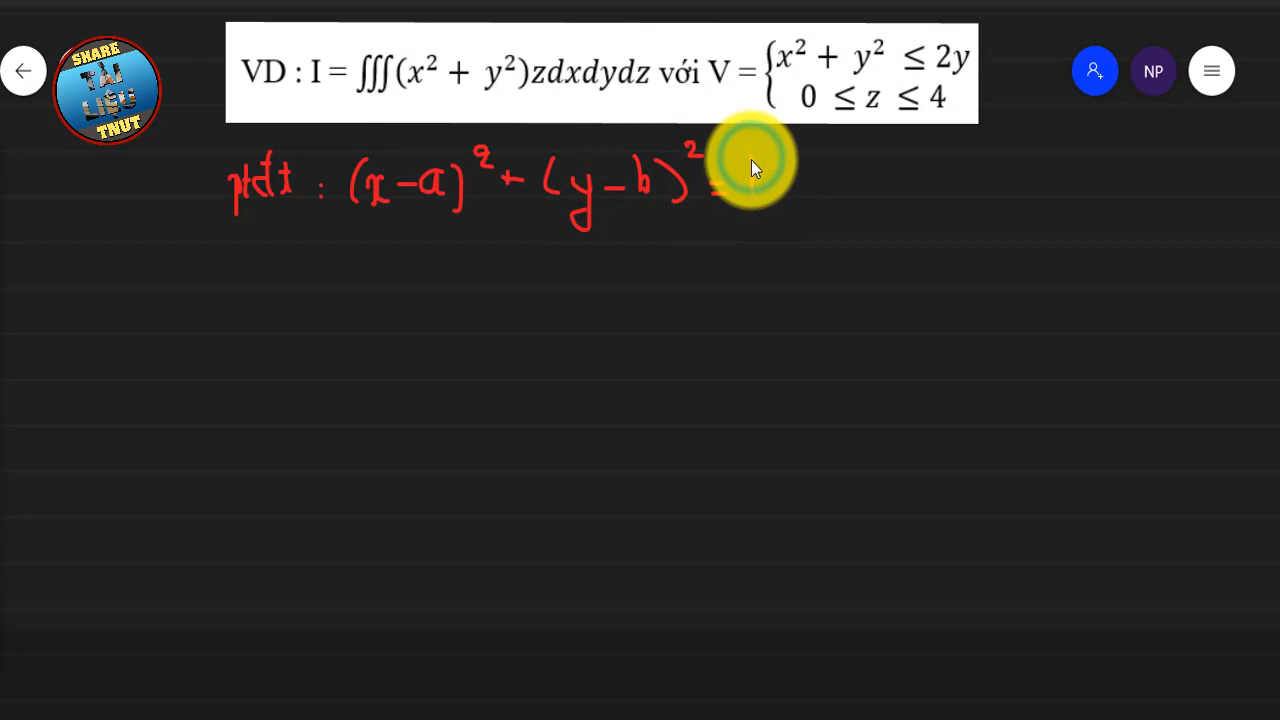 SHARE
TÀI
LIỆU
TNUT
VD : I = ∭(x² + y²)zdxdydz với V = {x² + y² ≤ 2y
0 ≤ z ≤ 4
NP
ptđt : (x-a)² + (y-b)² =